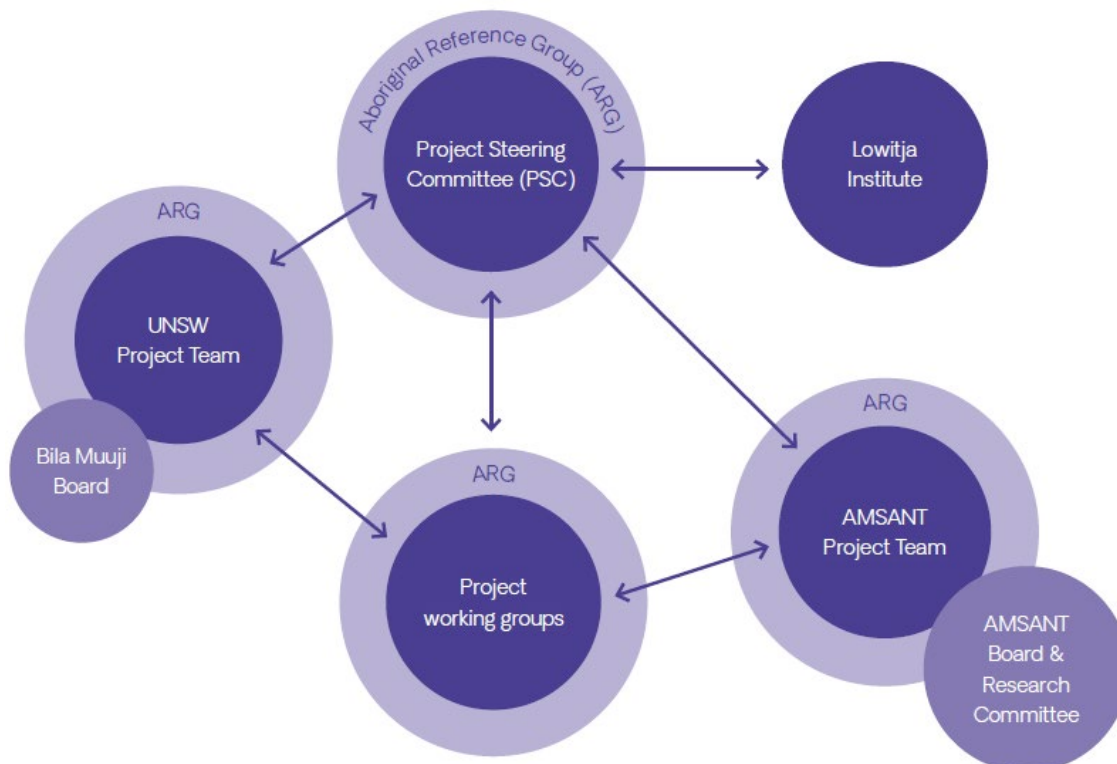 Aboriginal Reference Group (ARG)
Project Steering
Committee (PSC)
Lowitja
Institute
ARG
UNSW
Project Team
Bila Muuji
Board
ARG
Project
working groups
ARG
AMSANT
Project Team
AMSANT
Board &
Research
Committee